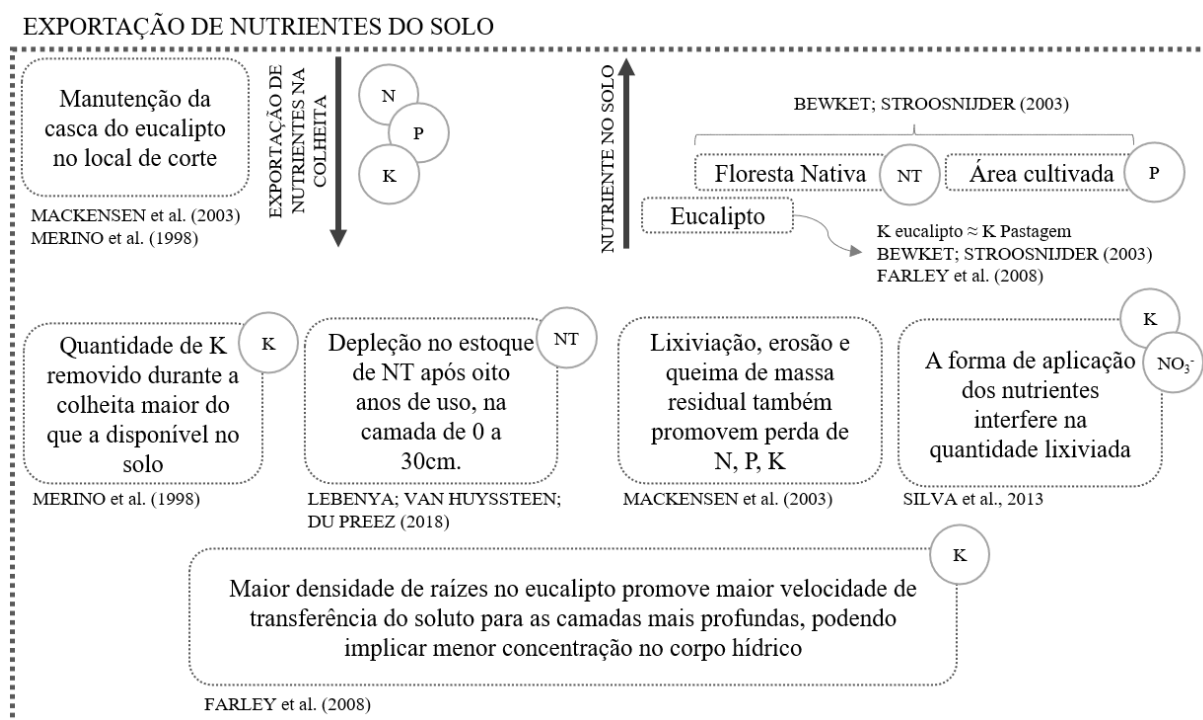 EXPORTAÇÃO DE NUTRIENTES DO SOLO
Manutenção da
casca do eucalipto
no local de corte
MACKENSEN et al. (2003)
MERINO et al. (1998)
EXPORTAÇÃO DE
NUTRIENTES NA
COLHEITA
N
P
K
NUTRIENTE NO SOLO
BEWKET; STROOSNIJDER (2003)
Floresta Nativa
NT
Área cultivada
P
Eucalipto
K eucalipto ≈ K Pastagem
BEWKET; STROOSNIJDER (2003)
FARLEY et al. (2008)
Quantidade de K
removido durante a
colheita maior do
que a disponível no
solo
K
MERINO et al. (1998)
Depleção no estoque
de NT após oito
anos de uso, na
camada de 0 a
30cm.
NT
LEBENYA; VAN HUYSSTEEN;
DU PREEZ (2018)
Lixiviação, erosão e
queima de massa
residual também
promovem perda de
N, P, K
MACKENSEN et al. (2003)
K
NO₃⁻
A forma de aplicação
dos nutrientes
interfere na
quantidade lixiviada
SILVA et al., 2013
K
Maior densidade de raízes no eucalipto promove maior velocidade de
transferência do soluto para as camadas mais profundas, podendo
implicar menor concentração no corpo hídrico
FARLEY et al. (2008)